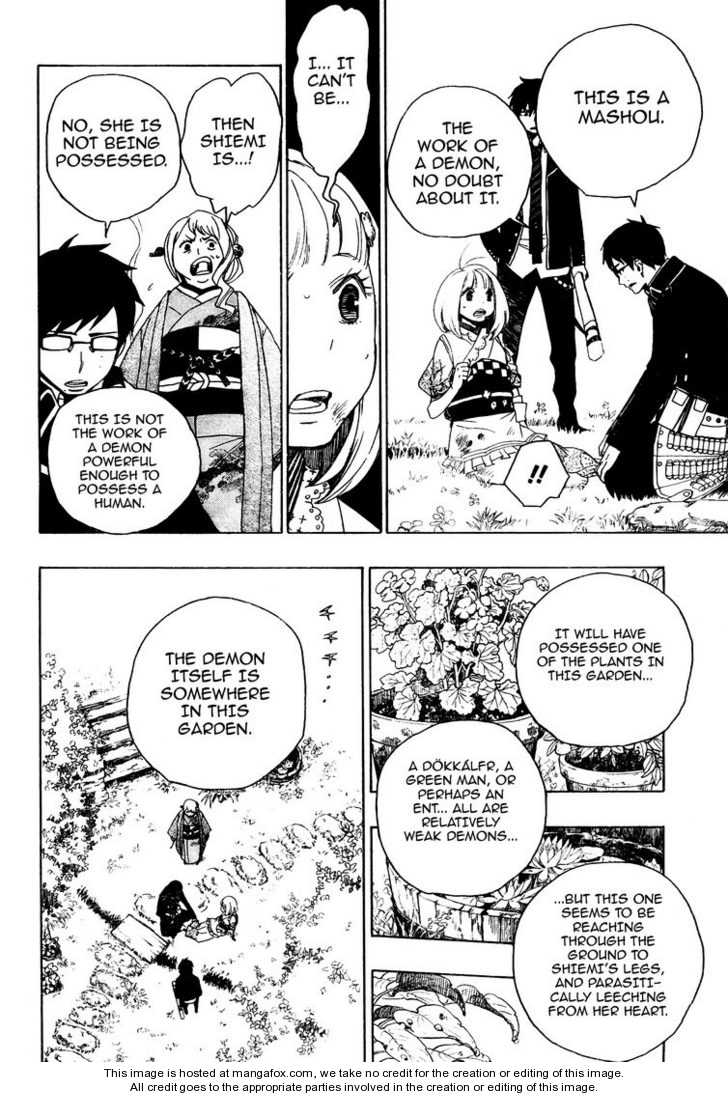 THIS IS A
MASHOU.
THE
WORK OF
A DEMON,
NO DOUBT
ABOUT IT.
!!
I... IT
CAN'T
BE...
THEN
SHIEMI
IS...!
NO, SHE IS
NOT BEING
POSSESSED.
THIS IS NOT
THE WORK OF
A DEMON
POWERFUL
ENOUGH TO
POSSESS A
HUMAN.
IT WILL HAVE
POSSESSED ONE
OF THE PLANTS IN
THIS GARDEN...
A DÖKKÁLFR, A
GREEN MAN, OR
PERHAPS AN
ENT... ALL ARE
RELATIVELY
WEAK DEMONS...
...BUT THIS ONE
SEEMS TO BE
REACHING
THROUGH THE
GROUND TO
SHIEMI'S LEGS,
AND PARASITI-
CALLY LEECHING
FROM HER HEART.
THE DEMON
ITSELF IS
SOMEWHERE
IN THIS
GARDEN.
This image is hosted at mangafox.com, we take no credit for the creation or editing of this image.
All credit goes to the appropriate parties involved in the creation or editing of this image.